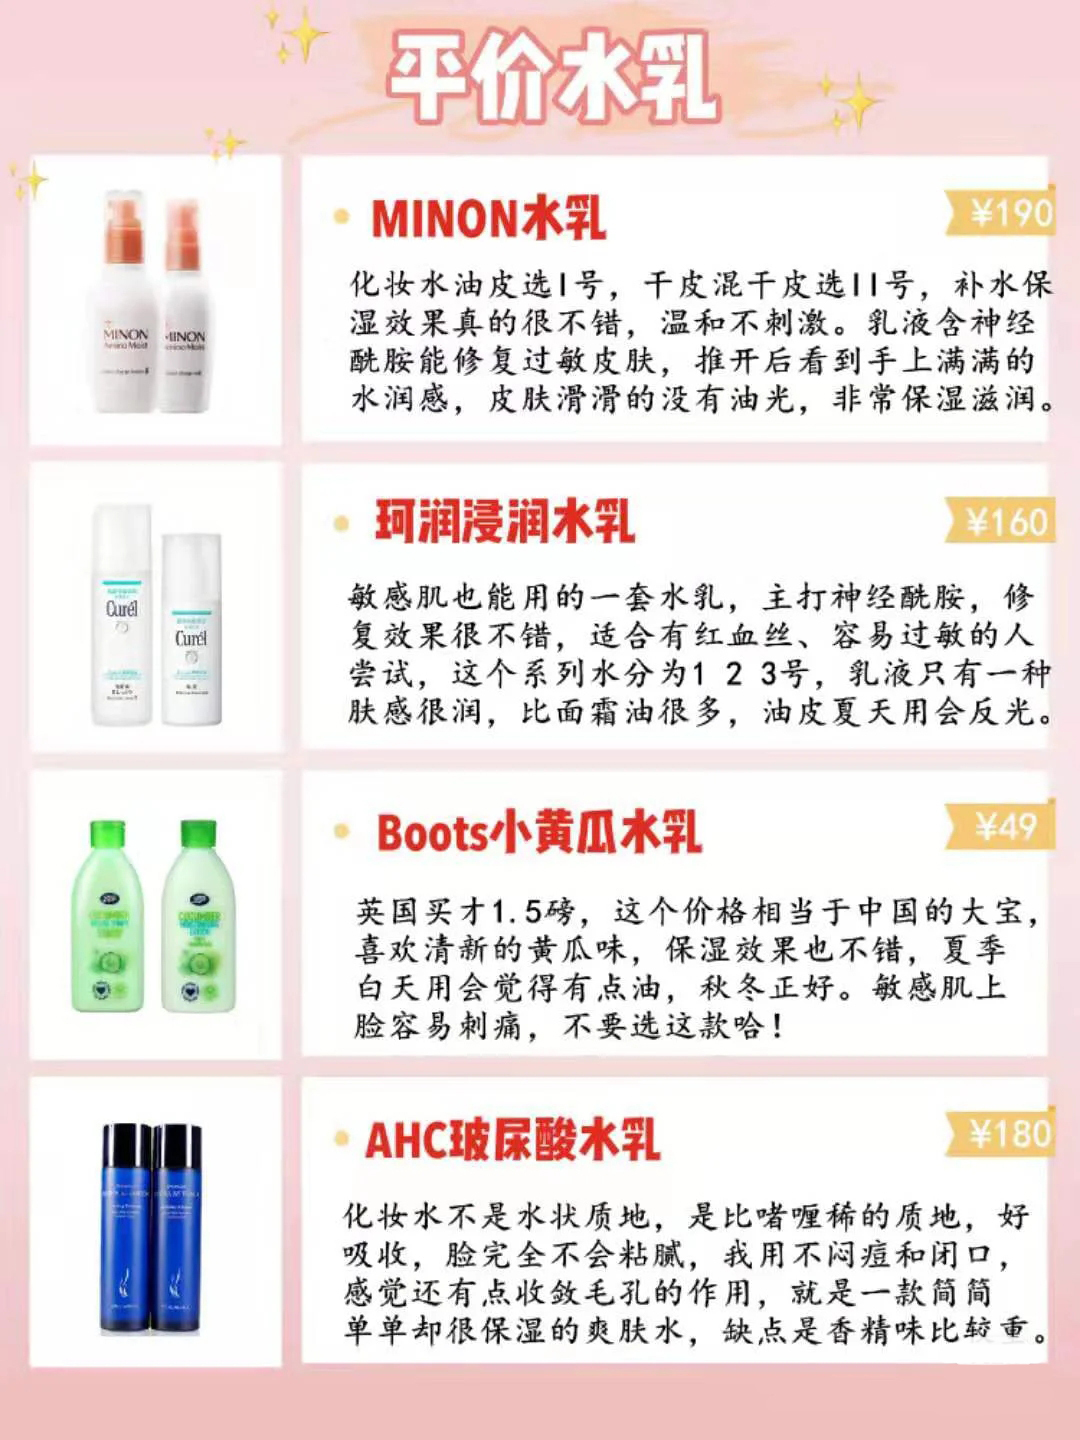 平价水乳
MINON
Amino Moist
MINON
Amino Moist
MINON水乳
¥190
化妆水油皮选I号，干皮混干皮选II号，补水保
湿效果真的很不错，温和不刺激。乳液含神经
酰胺能修复过敏皮肤，推开后看到手上满满的
水润感，皮肤滑滑的没有油光，非常保湿滋润。
Curél
Curél
珂润浸润水乳
¥160
敏感肌也能用的一套水乳，主打神经酰胺，修
复效果很不错，适合有红血丝、容易过敏的人
尝试，这个系列水分为1 2 3号，乳液只有一种
肤感很润，比面霜油很多，油皮夏天用会反光。
CUCUMBER
CUCUMBER
Boots小黄瓜水乳
¥49
英国买才1.5磅，这个价格相当于中国的大宝，
喜欢清新的黄瓜味，保湿效果也不错，夏季
白天用会觉得有点油，秋冬正好。敏感肌上
脸容易刺痛，不要选这款哈！
AHC玻尿酸水乳
¥180
化妆水不是水状质地，是比啫喱稀的质地，好
吸收，脸完全不会粘腻，我用不闷痘和闭口，
感觉还有点收敛毛孔的作用，就是一款简简
单单却很保湿的爽肤水，缺点是香精味比较重。